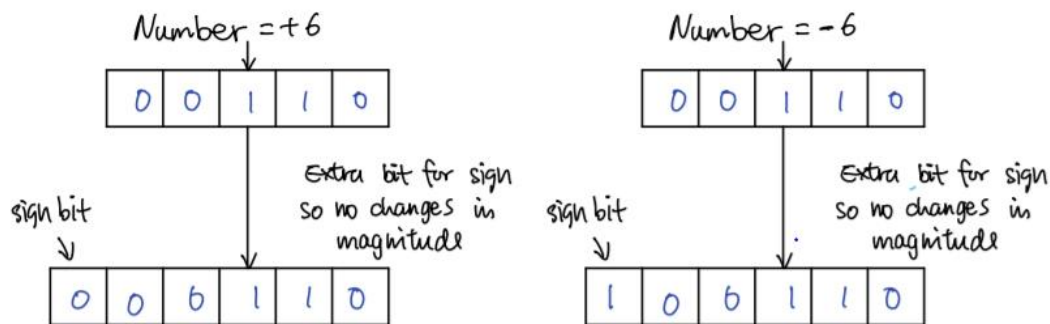 Number = +6
0 0 1 1 0
Extra bit for sign
so no changes in
magnitude
sign bit
0 0 0 1 1 0
Number = -6
0 0 1 1 0
Extra bit for sign
so no changes in
magnitude
sign bit
1 0 0 1 1 0